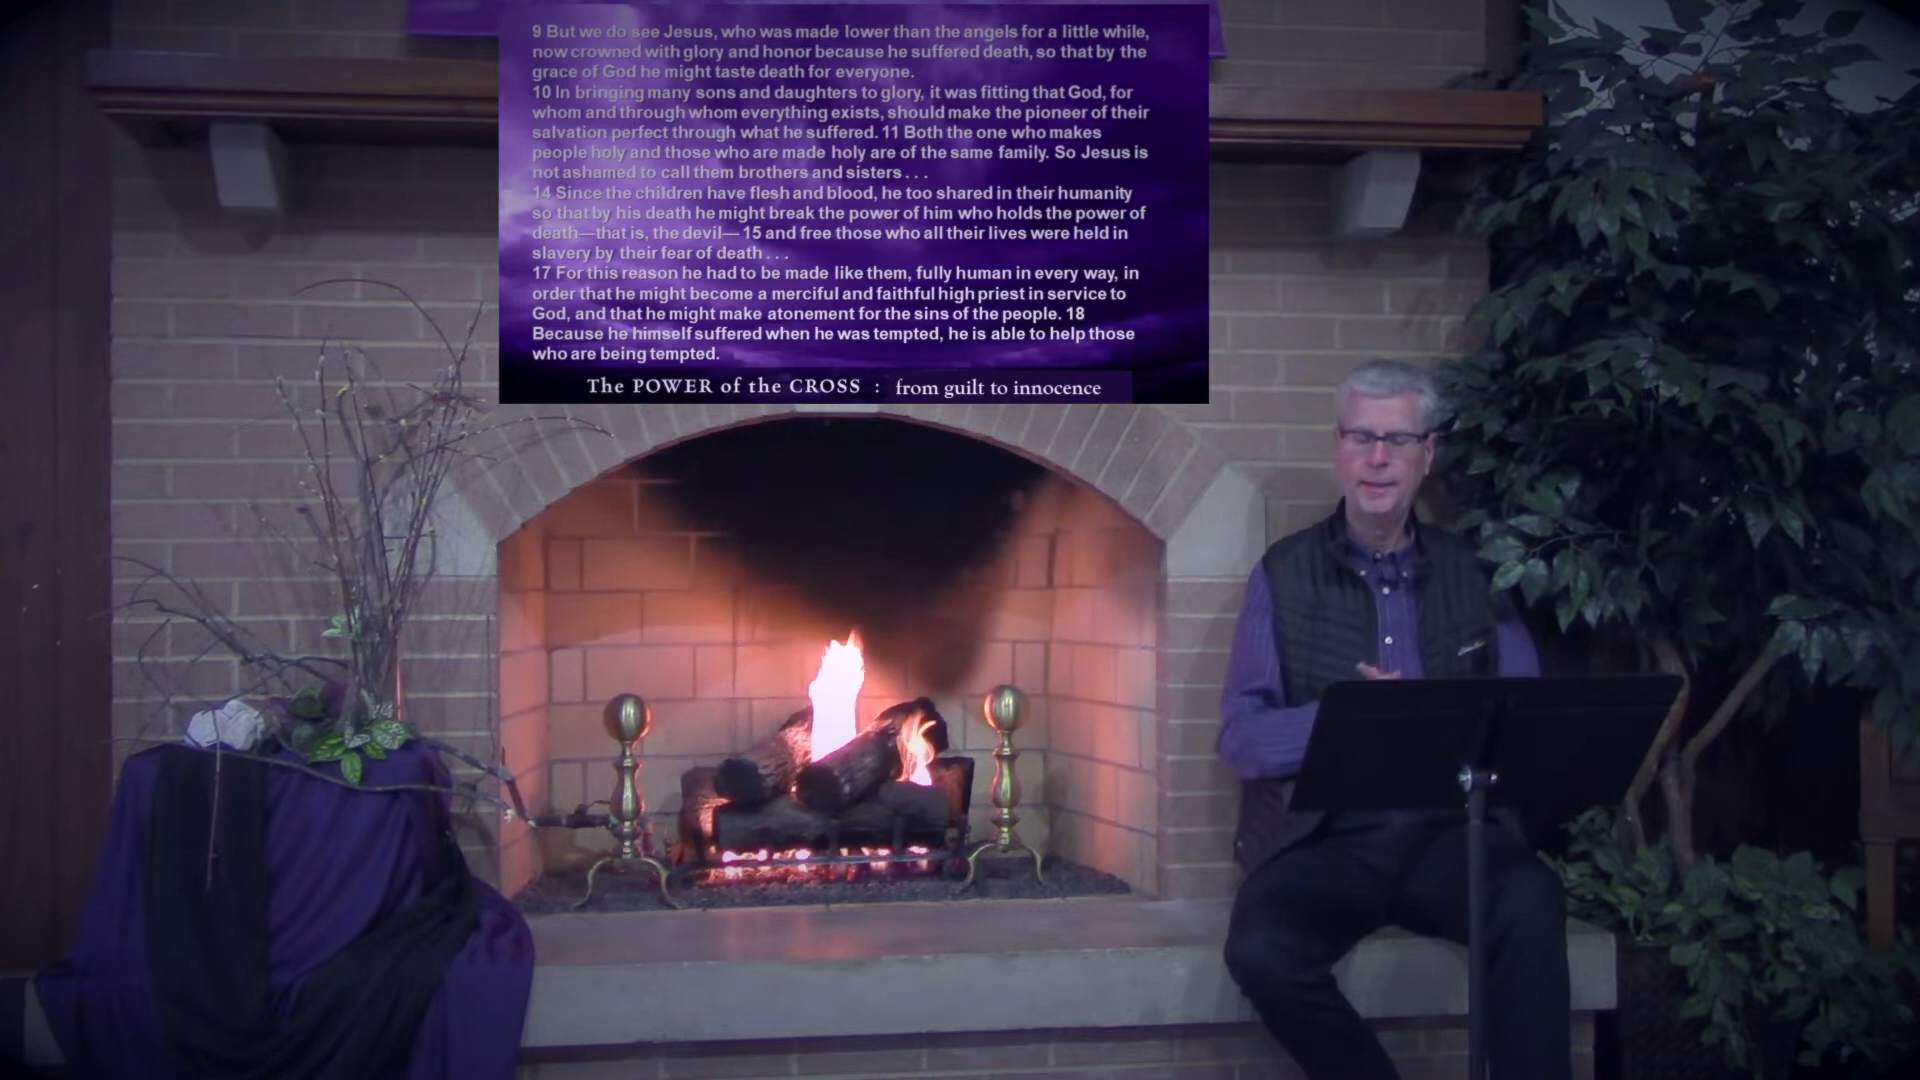 9 But we do see Jesus, who was made lower than the angels for a little while,
now crowned with glory and honor because he suffered death, so that by the
grace of God he might taste death for everyone.
10 In bringing many sons and daughters to glory, it was fitting that God, for
whom and through whom everything exists, should make the pioneer of their
salvation perfect through what he suffered. 11 Both the one who makes
people holy and those who are made holy are of the same family. So Jesus is
not ashamed to call them brothers and sisters . . .
14 Since the children have flesh and blood, he too shared in their humanity
so that by his death he might break the power of him who holds the power of
death—that is, the devil— 15 and free those who all their lives were held in
slavery by their fear of death . . .
17 For this reason he had to be made like them, fully human in every way, in
order that he might become a merciful and faithful high priest in service to
God, and that he might make atonement for the sins of the people. 18
Because he himself suffered when he was tempted, he is able to help those
who are being tempted.
The POWER of the CROSS : from guilt to innocence